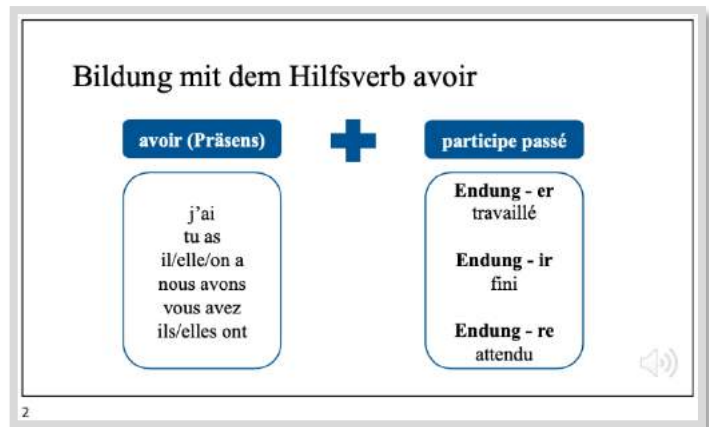 Bildung mit dem Hilfsverb avoir
avoir (Präsens)
participe passé
j'ai
tu as
il/elle/on a
nous avons
vous avez
ils/elles ont
Endung - er
travaillé
Endung - ir
fini
Endung - re
attendu
2